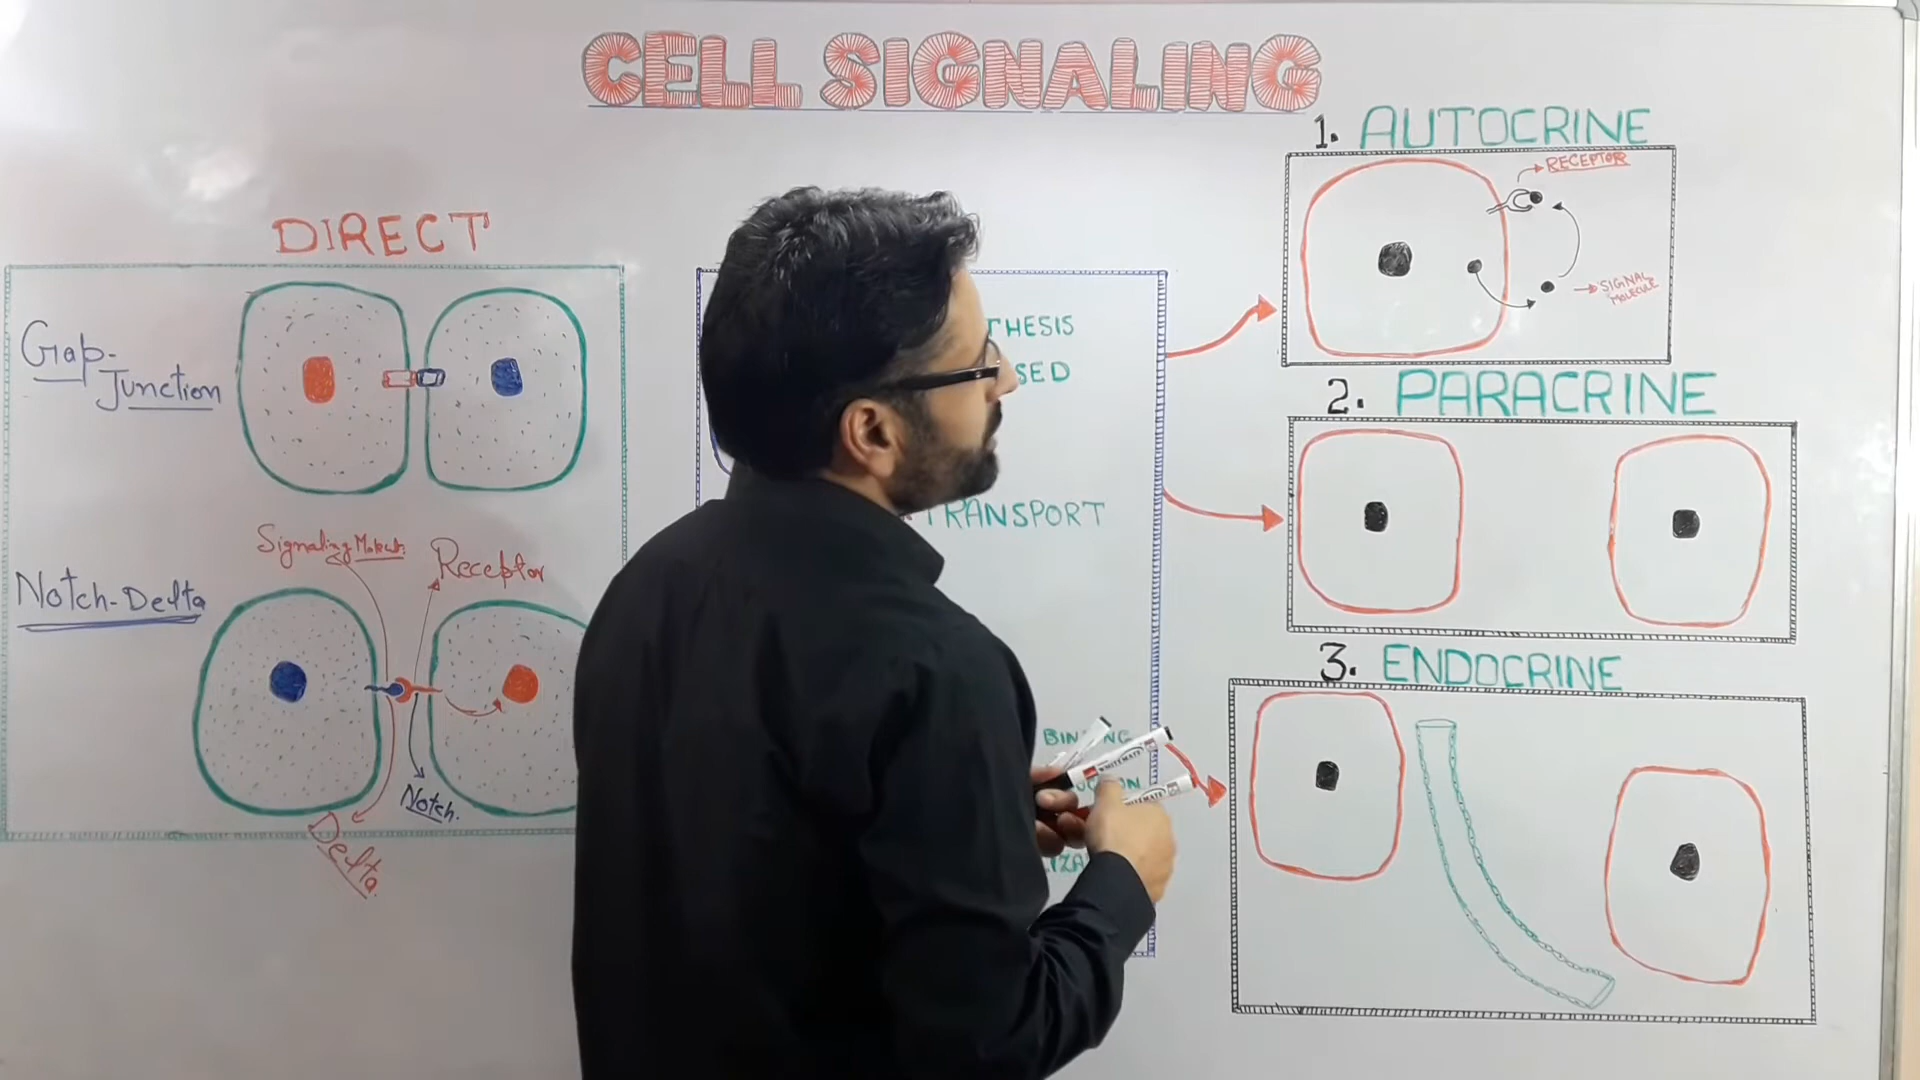 CELL SIGNALING
DIRECT
Gap-
Junction
Signaling
Receptor
Notch-Delta
Notch.
Delta.
THESIS
SED
TRANSPORT
1. AUTOCRINE
RECEPTOR
SIGNAL
MOLECULE
2. PARACRINE
3. ENDOCRINE
WHITEMATE